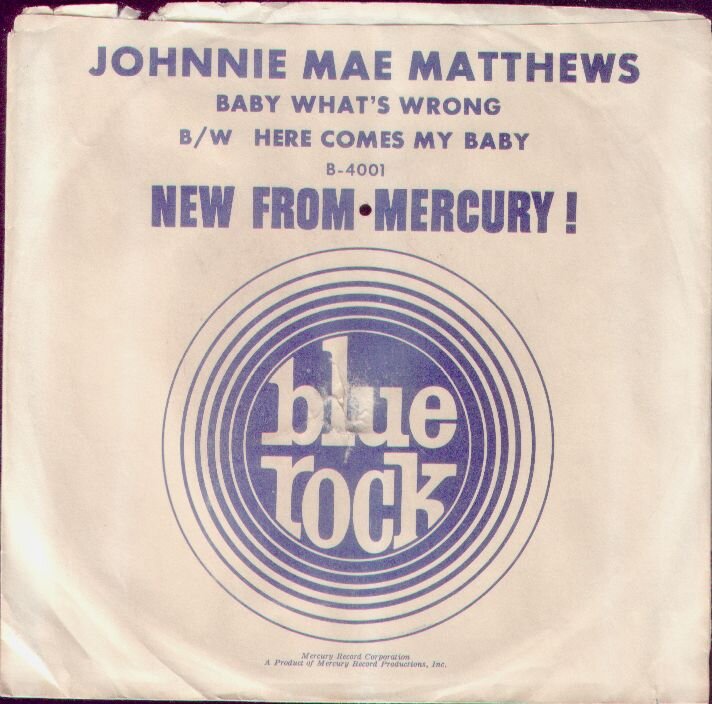 JOHNNIE MAE MATTHEWS
BABY WHAT'S WRONG
B/W HERE COMES MY BABY
B-4001
NEW FROM • MERCURY!
blue
rock
Mercury Record Corporation
A Product of Mercury Record Productions, Inc.